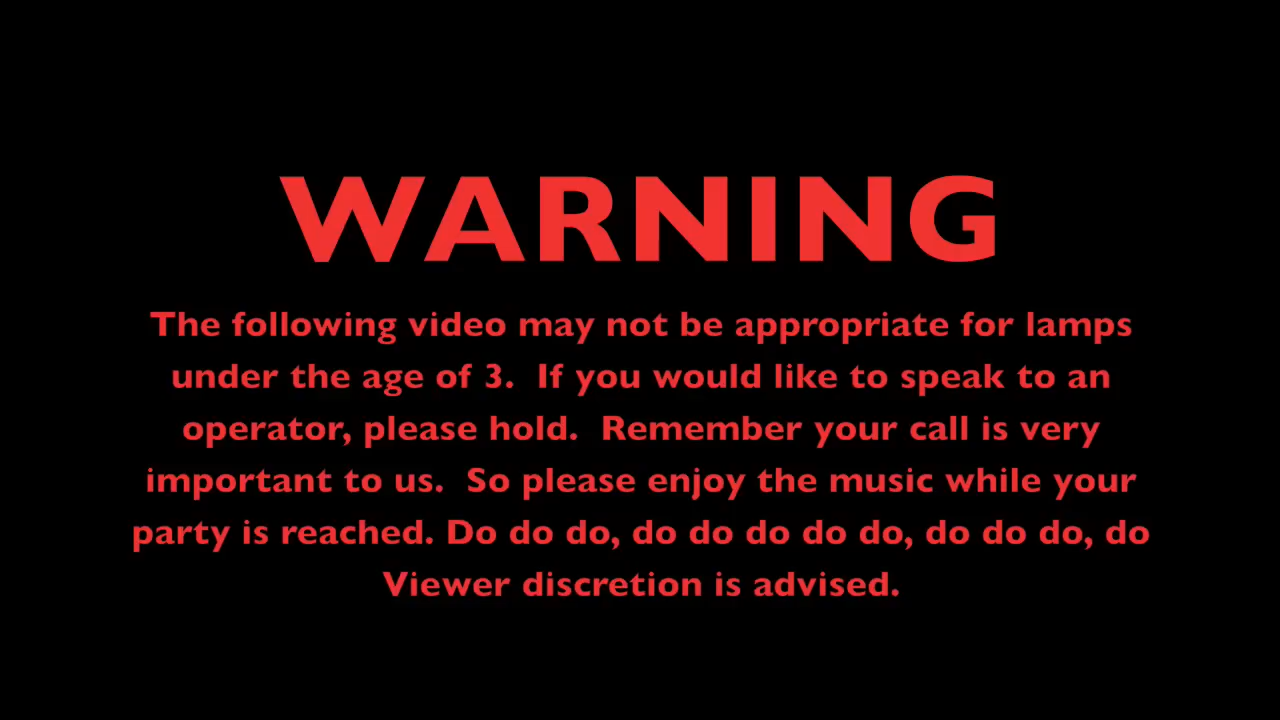 WARNING
The following video may not be appropriate for lamps
under the age of 3.  If you would like to speak to an
operator, please hold.  Remember your call is very
important to us.  So please enjoy the music while your
party is reached. Do do do, do do do do do, do do do, do
Viewer discretion is advised.